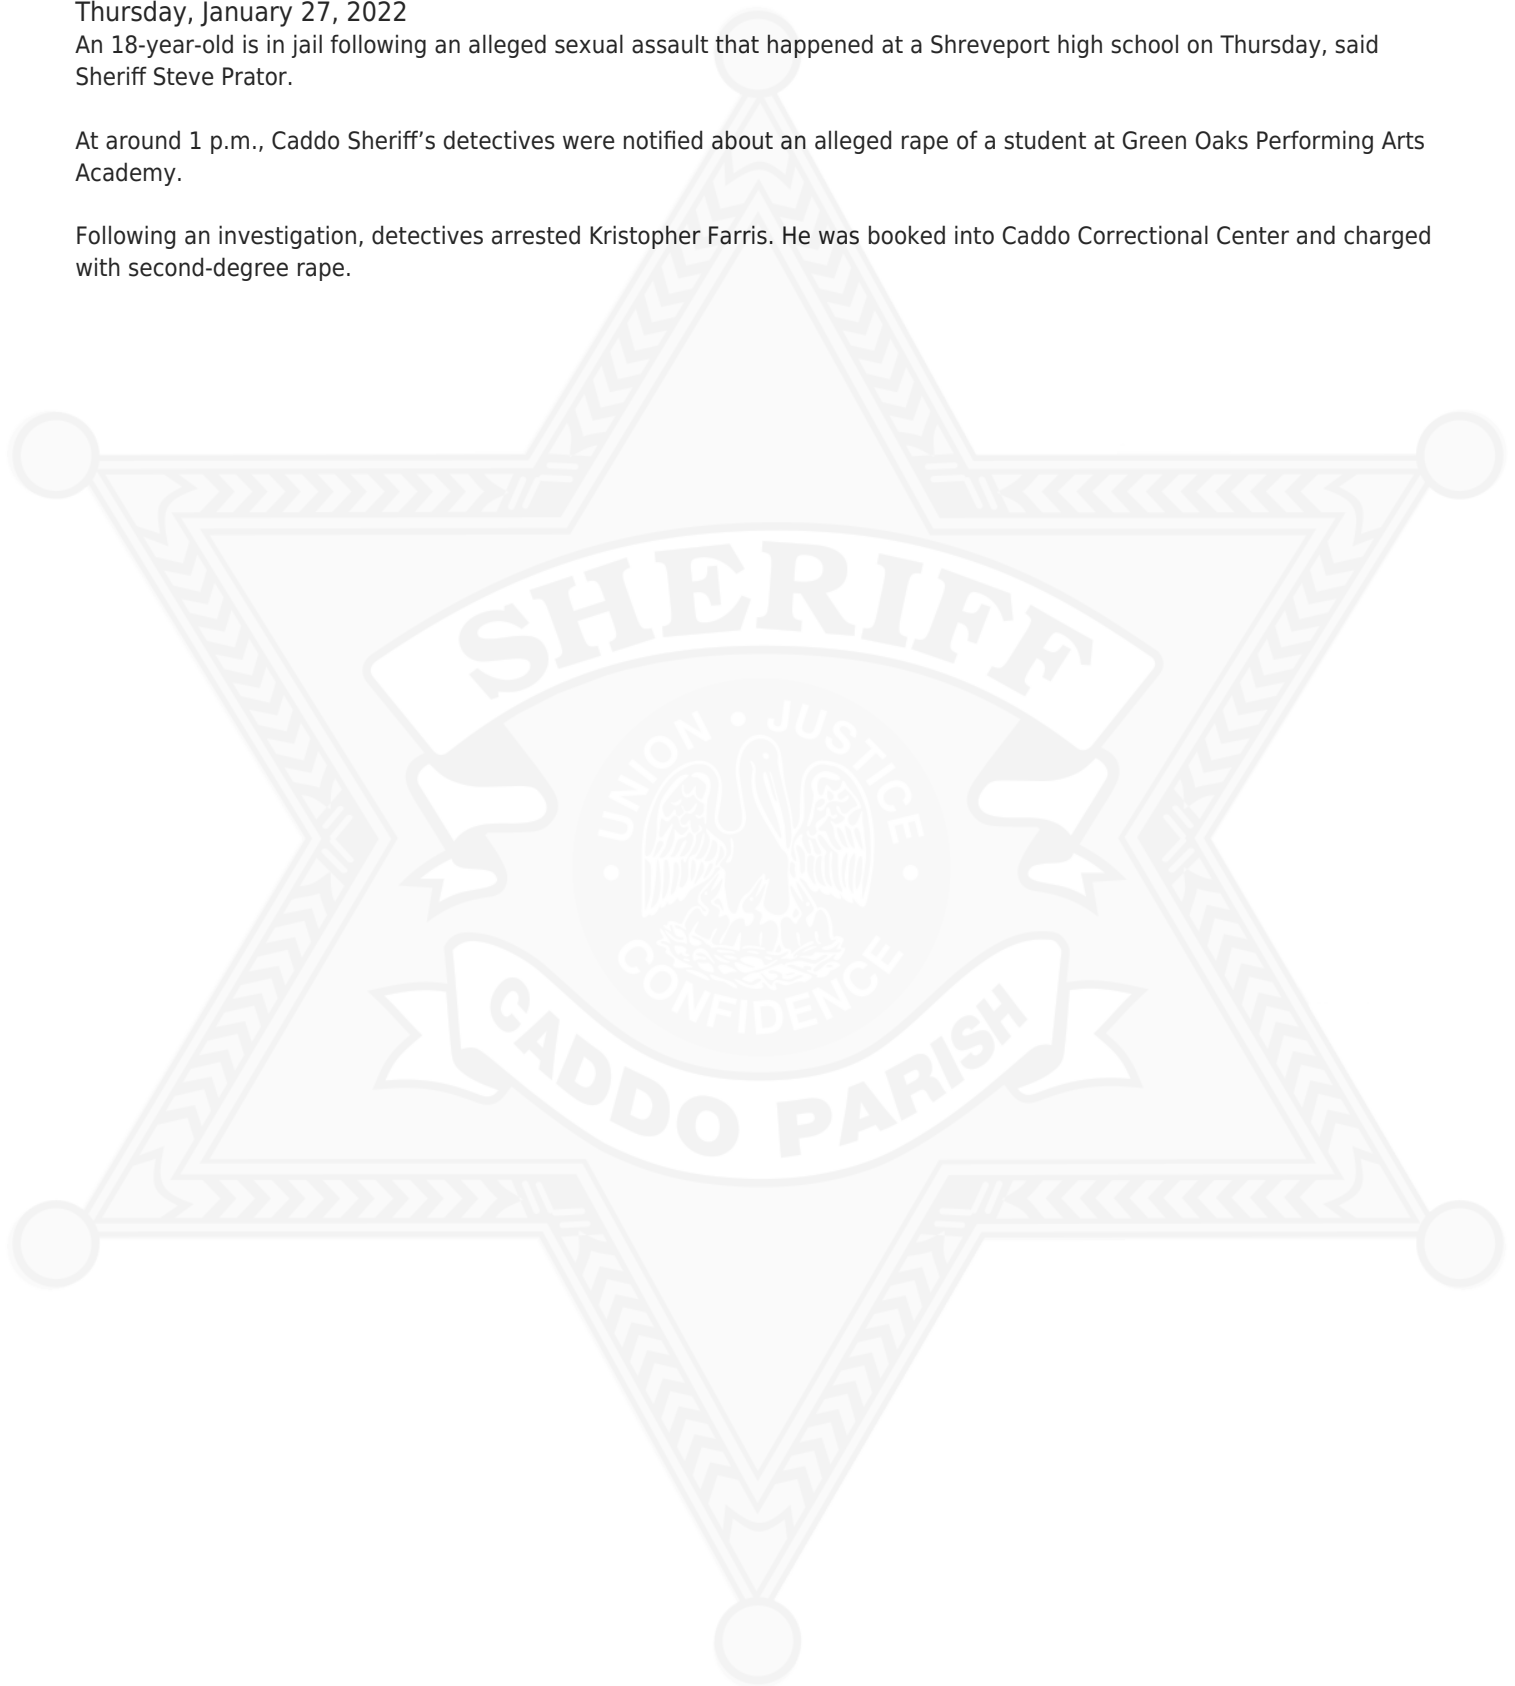 Thursday, January 27, 2022
An 18-year-old is in jail following an alleged sexual assault that happened at a Shreveport high school on Thursday, said
Sheriff Steve Prator.
At around 1 p.m., Caddo Sheriff’s detectives were notified about an alleged rape of a student at Green Oaks Performing Arts
Academy.
Following an investigation, detectives arrested Kristopher Farris. He was booked into Caddo Correctional Center and charged
with second-degree rape.
SHERIFF
UNION • JUSTICE •
CONFIDENCE •
CADDO PARISH